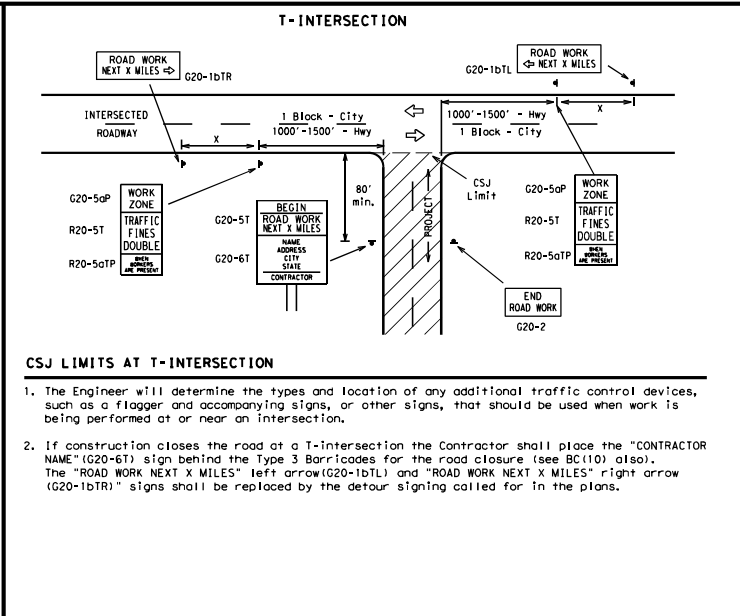 T-INTERSECTION
ROAD WORK
NEXT X MILES ⇨
G20-1bTR
ROAD WORK
⇦ NEXT X MILES
G20-1bTL
INTERSECTED
ROADWAY
1 Block - City
1000'-1500' - Hwy
1000'-1500' - Hwy
1 Block - City
X
X
80'
min.
CSJ
Limit
PROJECT
G20-5aP
WORK
ZONE
R20-5T
TRAFFIC
FINES
DOUBLE
R20-5aTP
WHEN
WORKERS
ARE PRESENT
G20-5T
BEGIN
ROAD WORK
NEXT X MILES
G20-6T
NAME
ADDRESS
CITY
STATE
CONTRACTOR
G20-5aP
WORK
ZONE
R20-5T
TRAFFIC
FINES
DOUBLE
R20-5aTP
WHEN
WORKERS
ARE PRESENT
END
ROAD WORK
G20-2
CSJ LIMITS AT T-INTERSECTION
1. The Engineer will determine the types and location of any additional traffic control devices,
such as a flagger and accompanying signs, or other signs, that should be used when work is
being performed at or near an intersection.
2. If construction closes the road at a T-intersection the Contractor shall place the "CONTRACTOR
NAME"(G20-6T) sign behind the Type 3 Barricades for the road closure (see BC(10) also).
The "ROAD WORK NEXT X MILES" left arrow(G20-1bTL) and "ROAD WORK NEXT X MILES" right arrow
(G20-1bTR)" signs shall be replaced by the detour signing called for in the plans.